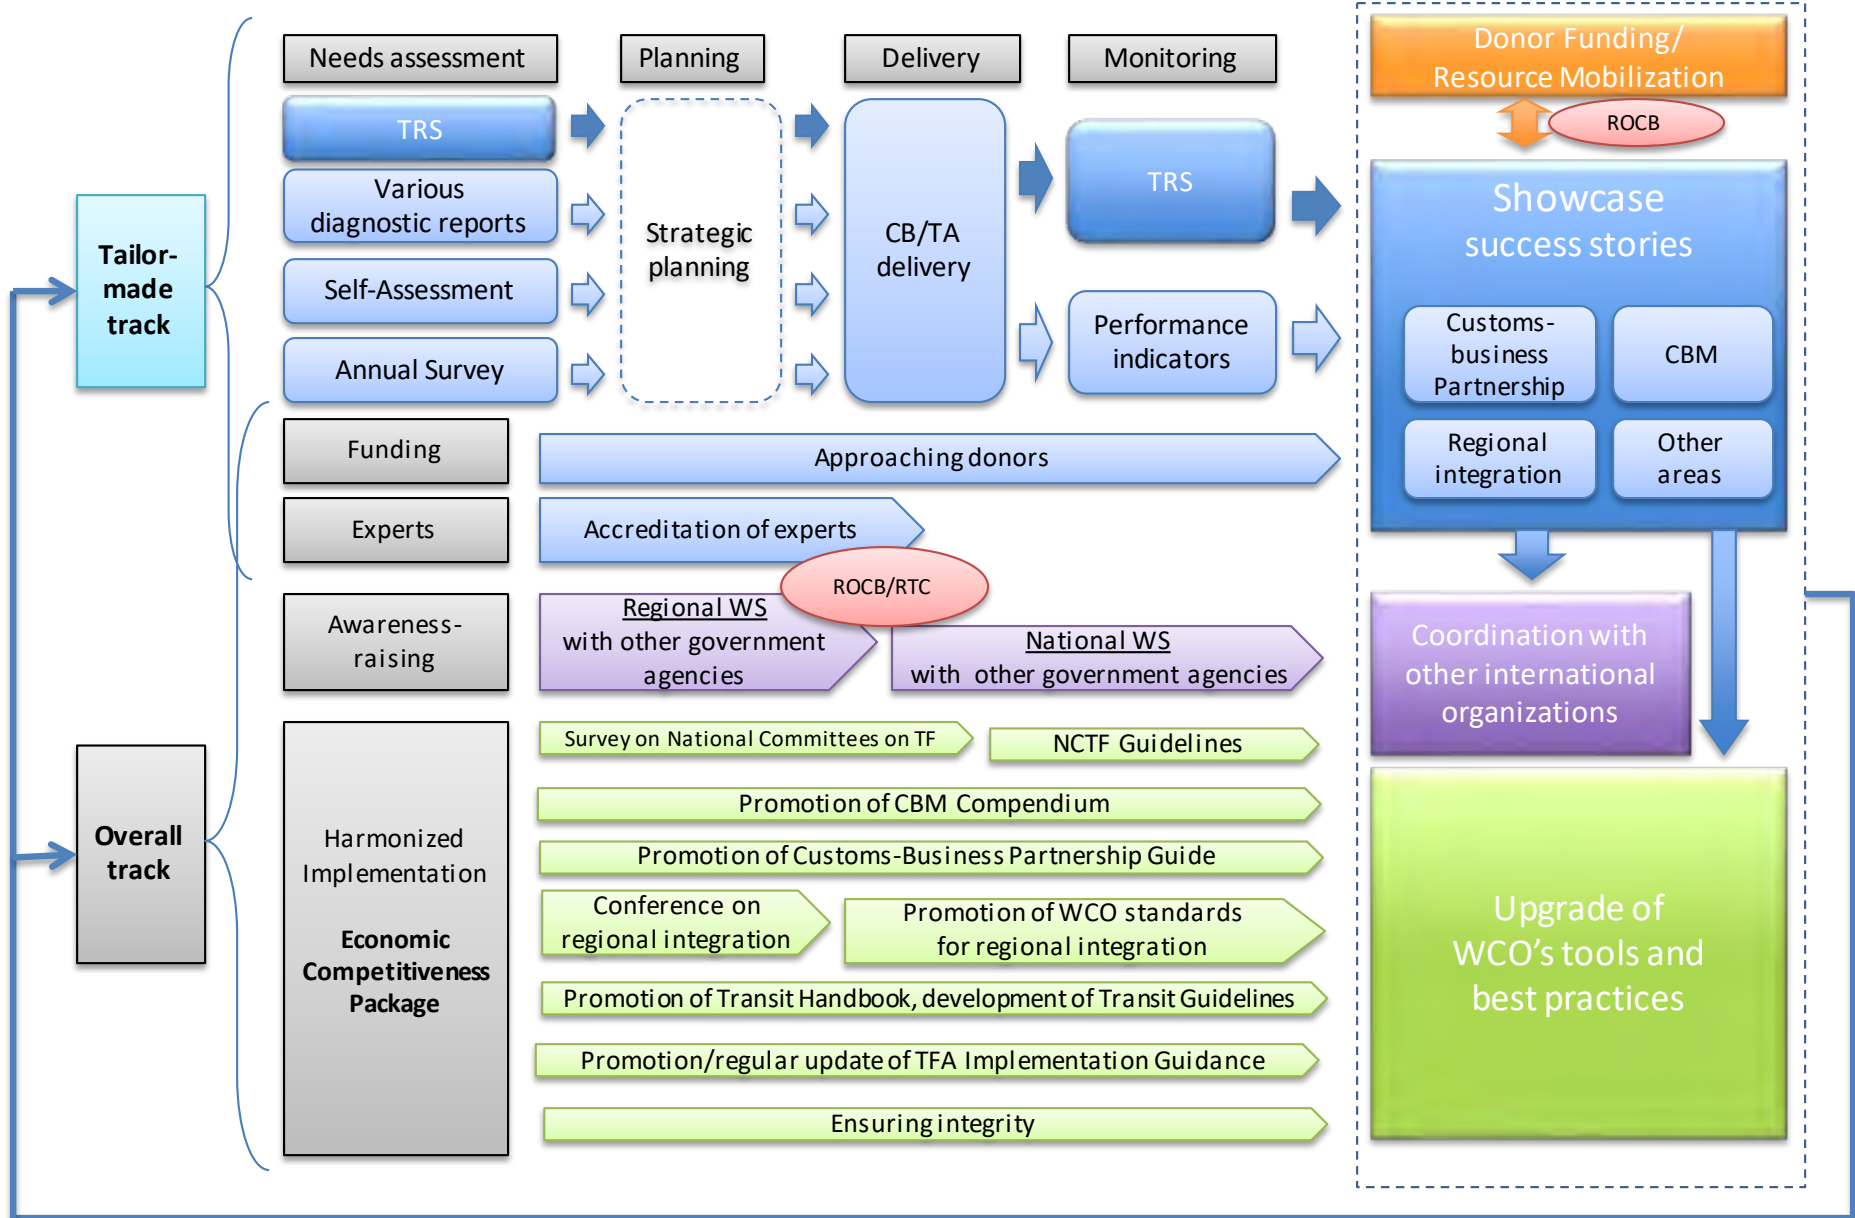 Needs assessment
Planning
Delivery
Monitoring
TRS
Various
diagnostic reports
Self-Assessment
Annual Survey
Strategic
planning
CB/TA
delivery
TRS
Performance
indicators
Tailor-
made
track
Funding
Approaching donors
Experts
Accreditation of experts
ROCB/RTC
Awareness-
raising
Regional WS
with other government
agencies
National WS
with other government agencies
Overall
track
Harmonized
Implementation
Economic
Competitiveness
Package
Survey on National Committees on TF
NCTF Guidelines
Promotion of CBM Compendium
Promotion of Customs-Business Partnership Guide
Conference on
regional integration
Promotion of WCO standards
for regional integration
Promotion of Transit Handbook, development of Transit Guidelines
Promotion/regular update of TFA Implementation Guidance
Ensuring integrity
Donor Funding/
Resource Mobilization
ROCB
Showcase
success stories
Customs-
business
Partnership
CBM
Regional
integration
Other
areas
Coordination with
other international
organizations
Upgrade of
WCO’s tools and
best practices